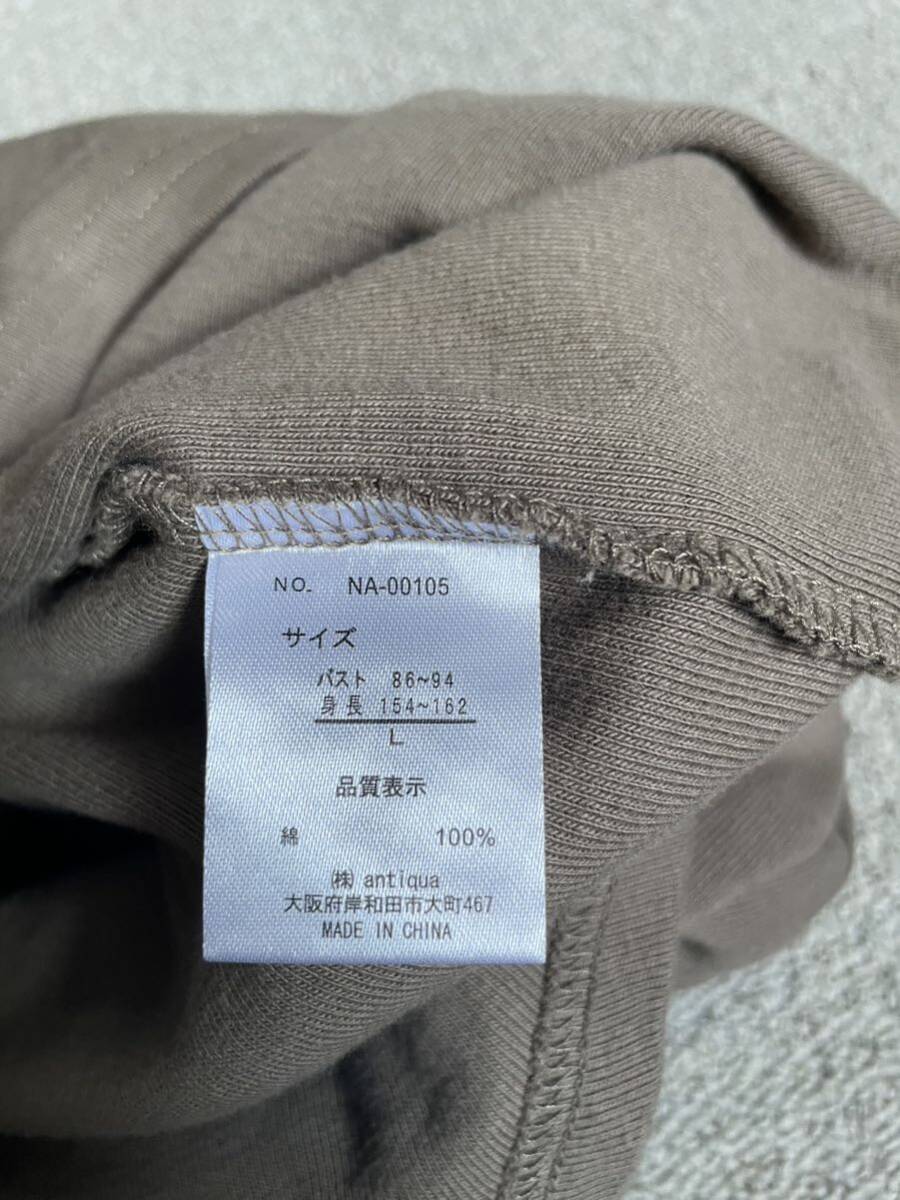 NO. NA-00105
サイズ
バスト 86~94
身長 154~162
L
品質表示
綿 100%
㈱ antiqua
大阪府岸和田市大町467
MADE IN CHINA